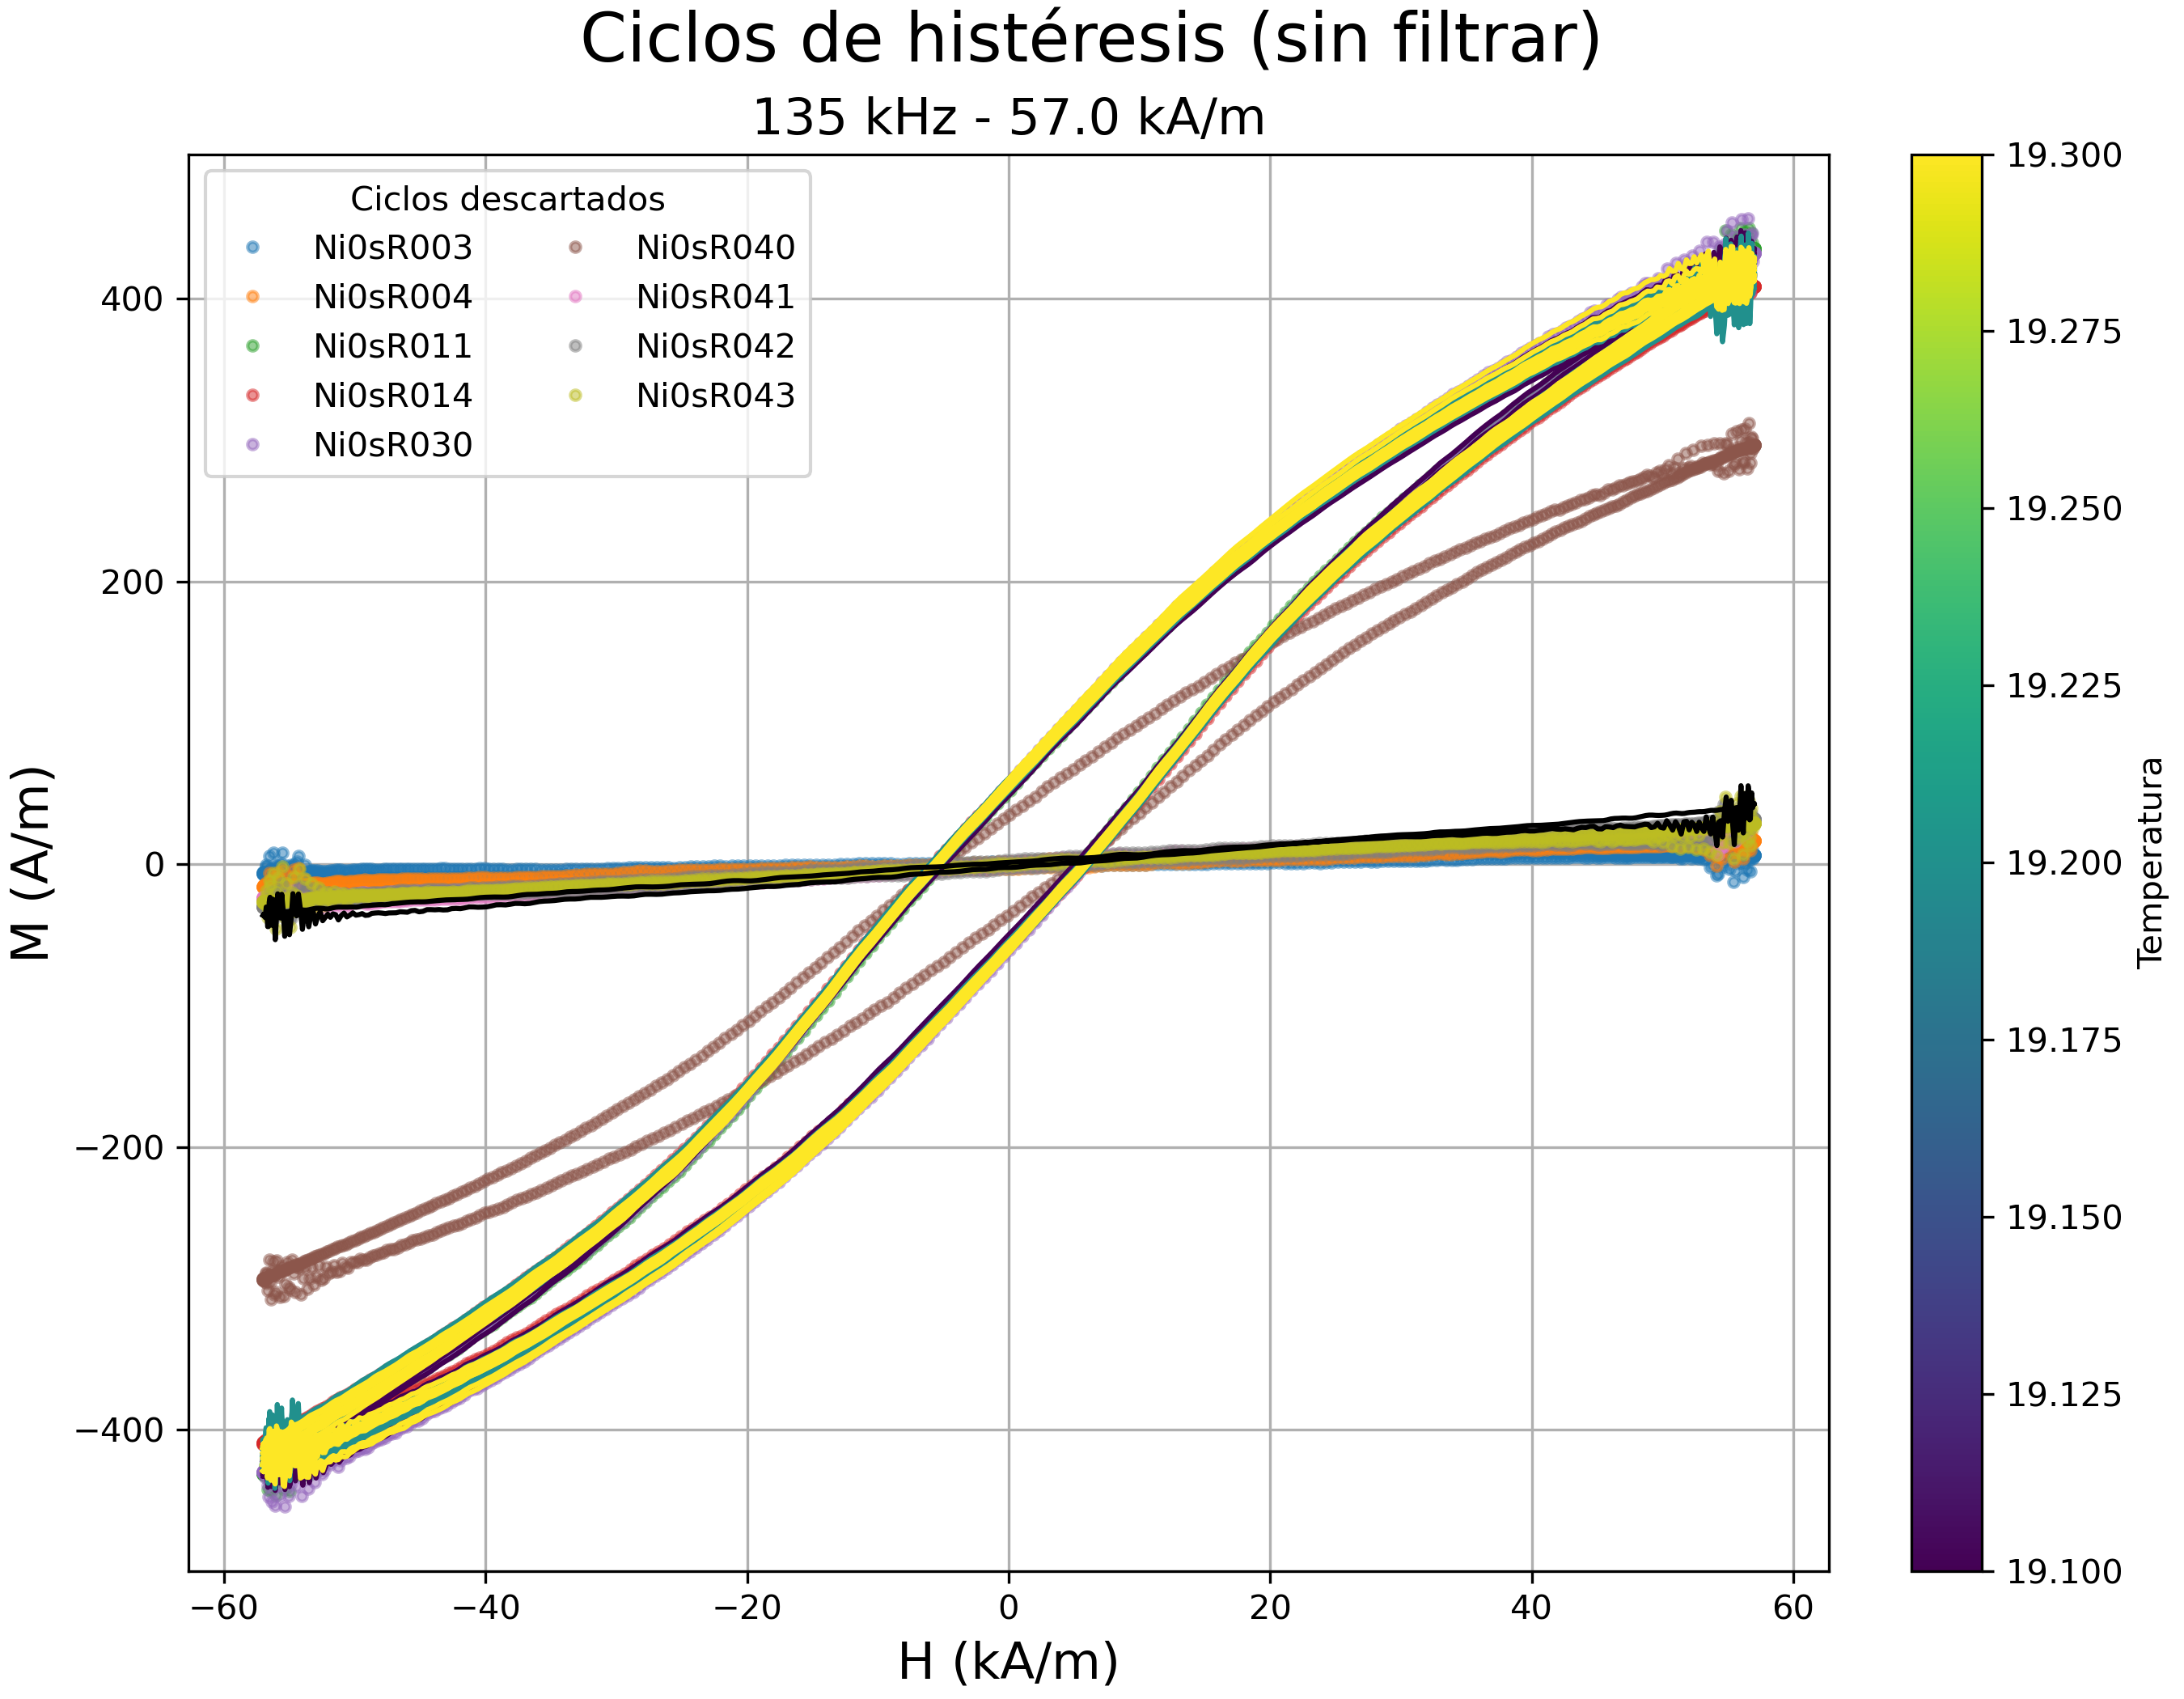 Ciclos de histéresis (sin filtrar)
135 kHz - 57.0 kA/m
Ciclos descartados
Ni0sR003
Ni0sR004
Ni0sR011
Ni0sR014
Ni0sR030
Ni0sR040
Ni0sR041
Ni0sR042
Ni0sR043
M (A/m)
400
200
0
−200
−400
−60
−40
−20
0
20
40
60
H (kA/m)
19.300
19.275
19.250
19.225
19.200
19.175
19.150
19.125
19.100
Temperatura